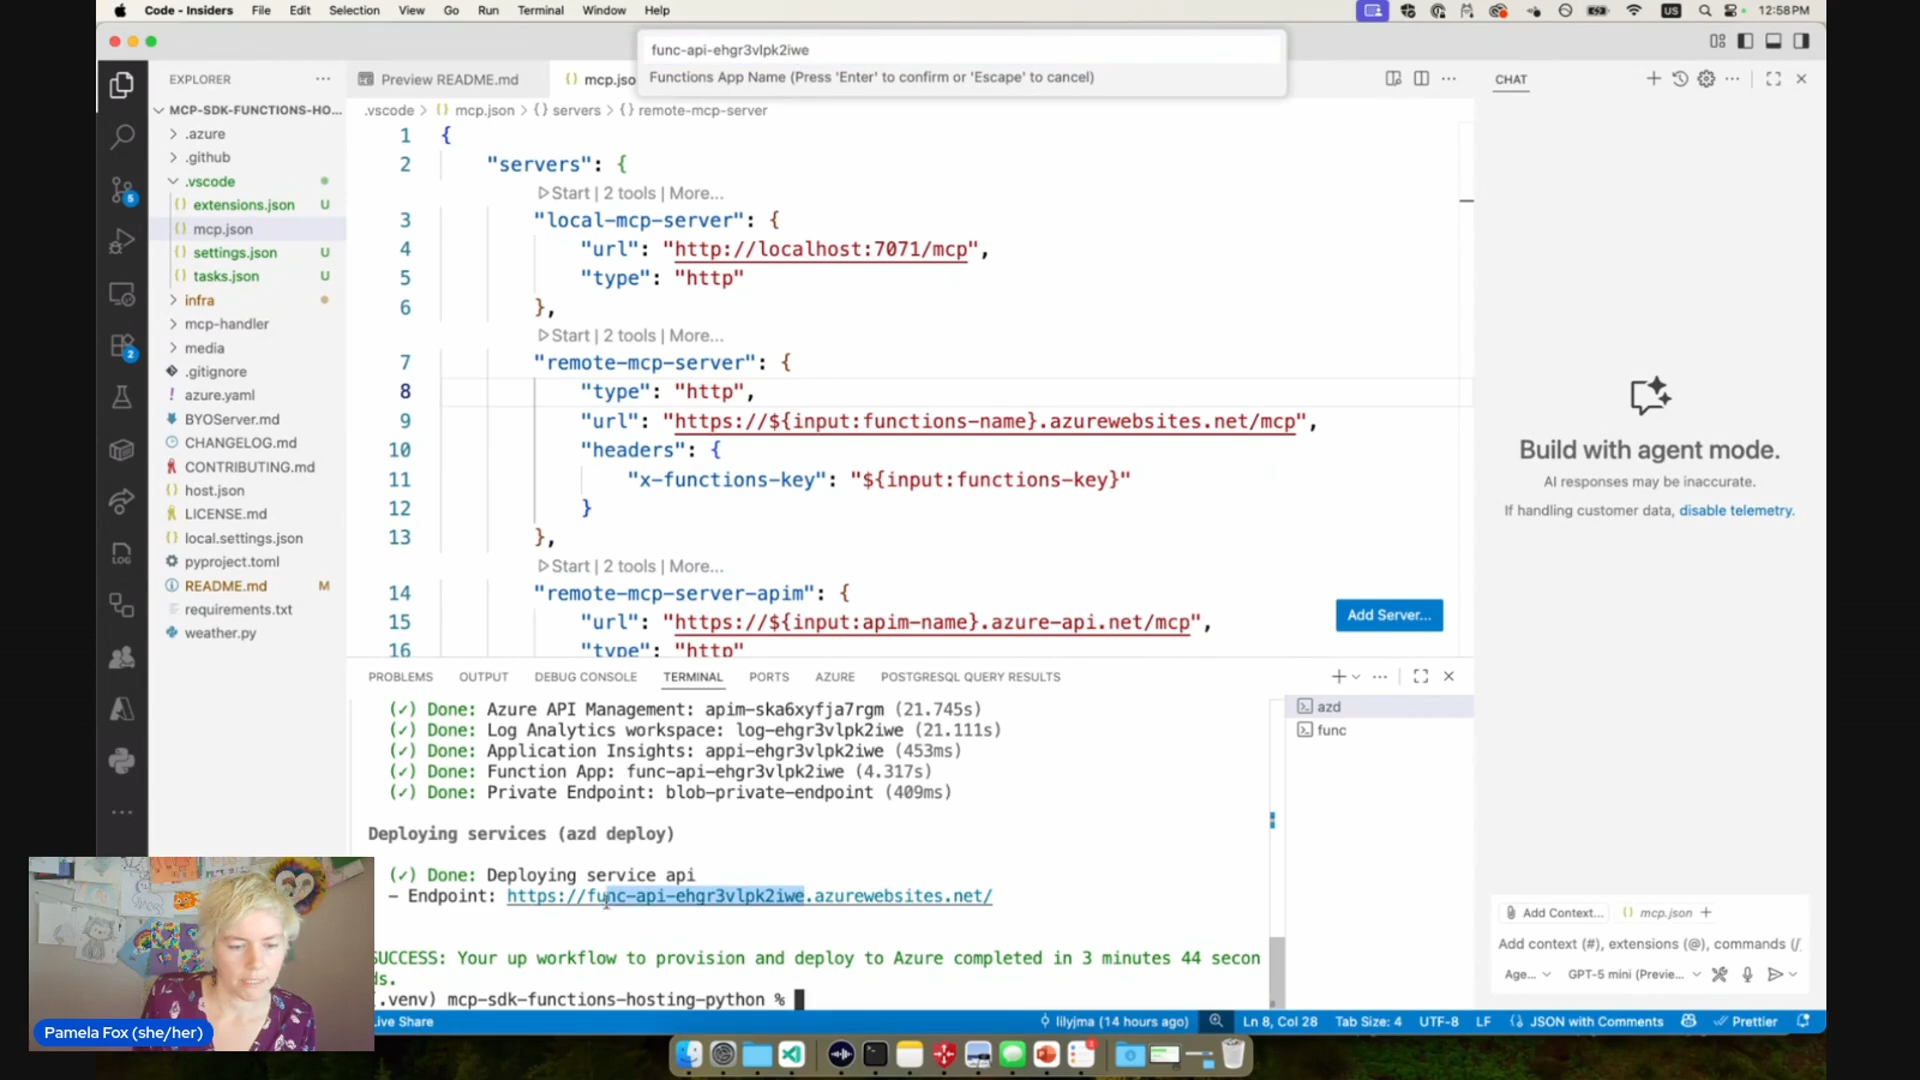 Code - Insiders File Edit Selection View Go Run Terminal Window Help
US 12:58 PM
func-api-ehgr3vlpk2iwe
Functions App Name (Press 'Enter' to confirm or 'Escape' to cancel)
EXPLORER
Preview README.md
mcp.jso
CHAT
MCP-SDK-FUNCTIONS-HO...
.azure
.github
.vscode
extensions.json U
mcp.json
settings.json U
tasks.json U
infra
mcp-handler
media
.gitignore
azure.yaml
BYOServer.md
CHANGELOG.md
CONTRIBUTING.md
host.json
LICENSE.md
local.settings.json
pyproject.toml
README.md M
requirements.txt
weather.py
5
2
LOG
.vscode > {} mcp.json > {} servers > {} remote-mcp-server
1 {
2 "servers": {
Start | 2 tools | More...
3 "local-mcp-server": {
4 "url": "http://localhost:7071/mcp",
5 "type": "http"
6 },
Start | 2 tools | More...
7 "remote-mcp-server": {
8 "type": "http",
9 "url": "https://${input:functions-name}.azurewebsites.net/mcp",
10 "headers": {
11 "x-functions-key": "${input:functions-key}"
12 }
13 },
Start | 2 tools | More...
14 "remote-mcp-server-apim": {
15 "url": "https://${input:apim-name}.azure-api.net/mcp",
16 "type": "http"
Add Server...
Build with agent mode.
AI responses may be inaccurate.
If handling customer data, disable telemetry.
Add Context...
{} mcp.json +
Add context (#), extensions (@), commands (/
Age...
GPT-5 mini (Previe...
PROBLEMS OUTPUT DEBUG CONSOLE TERMINAL PORTS AZURE POSTGRESQL QUERY RESULTS
(✓) Done: Azure API Management: apim-ska6xyfja7rgm (21.745s)
(✓) Done: Log Analytics workspace: log-ehgr3vlpk2iwe (21.111s)
(✓) Done: Application Insights: appi-ehgr3vlpk2iwe (453ms)
(✓) Done: Function App: func-api-ehgr3vlpk2iwe (4.317s)
(✓) Done: Private Endpoint: blob-private-endpoint (409ms)
Deploying services (azd deploy)
(✓) Done: Deploying service api
- Endpoint: https://func-api-ehgr3vlpk2iwe.azurewebsites.net/
SUCCESS: Your up workflow to provision and deploy to Azure completed in 3 minutes 44 secon
ds.
(.venv) mcp-sdk-functions-hosting-python %
azd
func
Live Share
lilyjma (14 hours ago)
Ln 8, Col 28
Tab Size: 4
UTF-8
LF
{} JSON with Comments
Prettier
Pamela Fox (she/her)